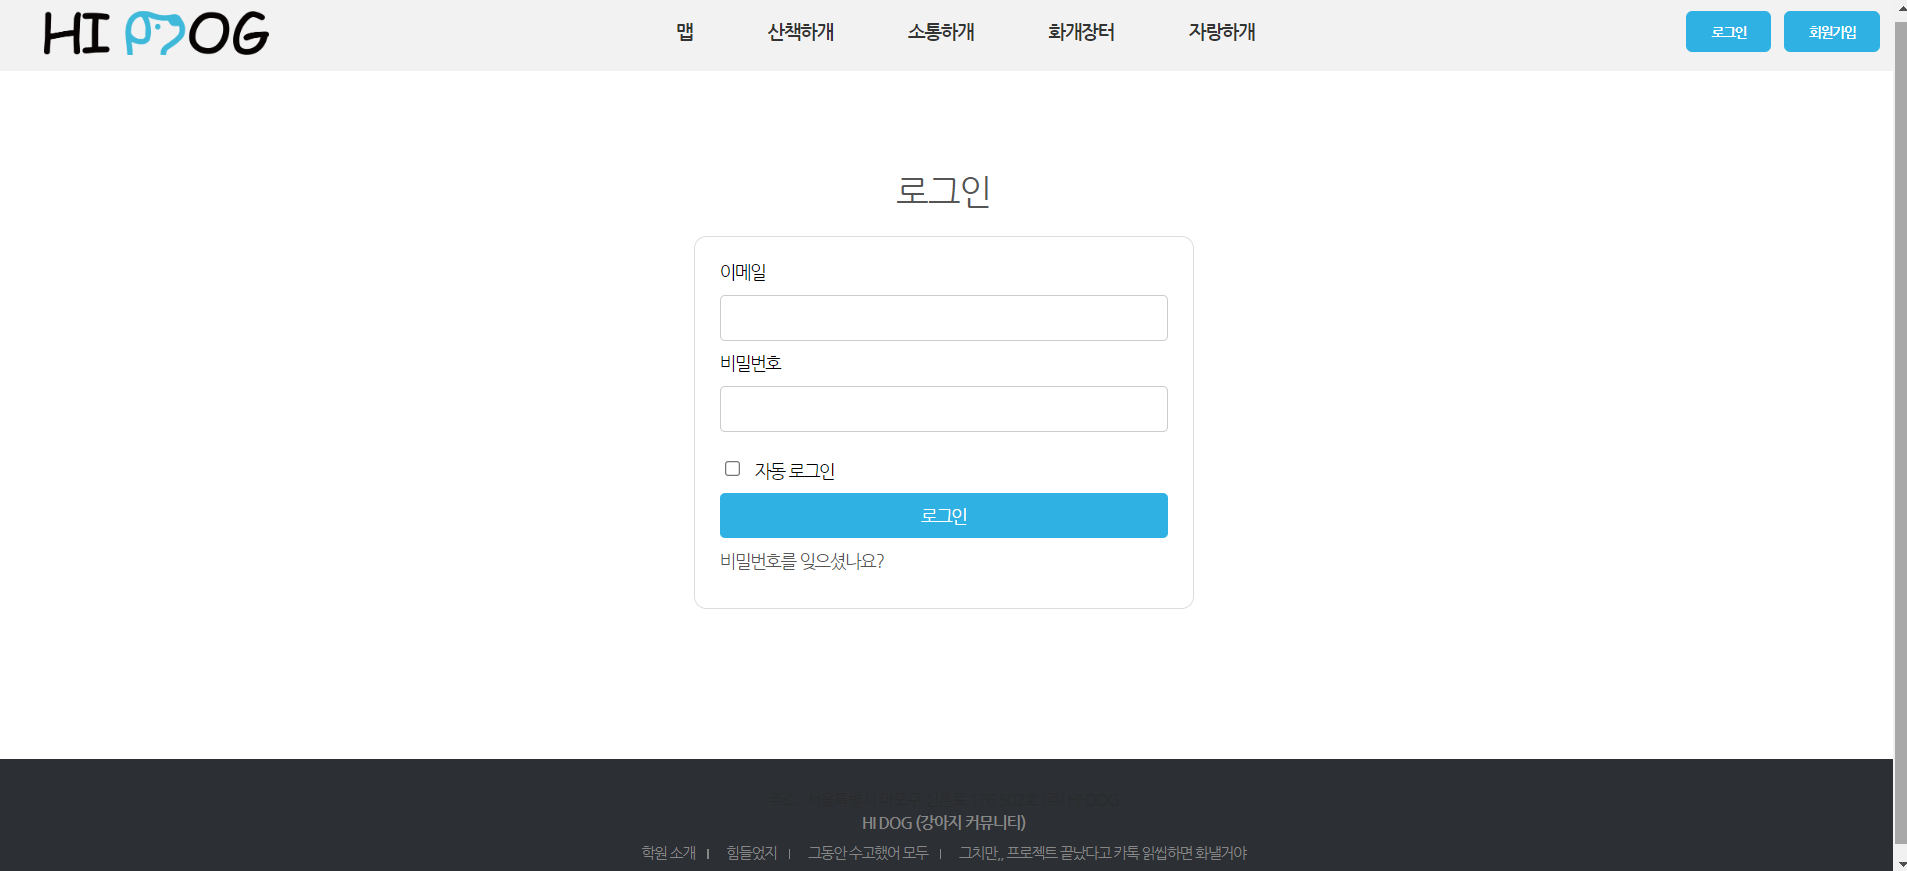 HI DOG
맵 산책하개 소통하개 화개장터 자랑하개
로그인 회원가입
로그인
이메일
비밀번호
자동 로그인
로그인
비밀번호를 잊으셨나요?
HI DOG (강아지 커뮤니티)
학원 소개 | 힘들었지 | 그동안 수고했어 모두 | 그치만,, 프로젝트 끝났다고 카톡 읽씹하면 화낼거야